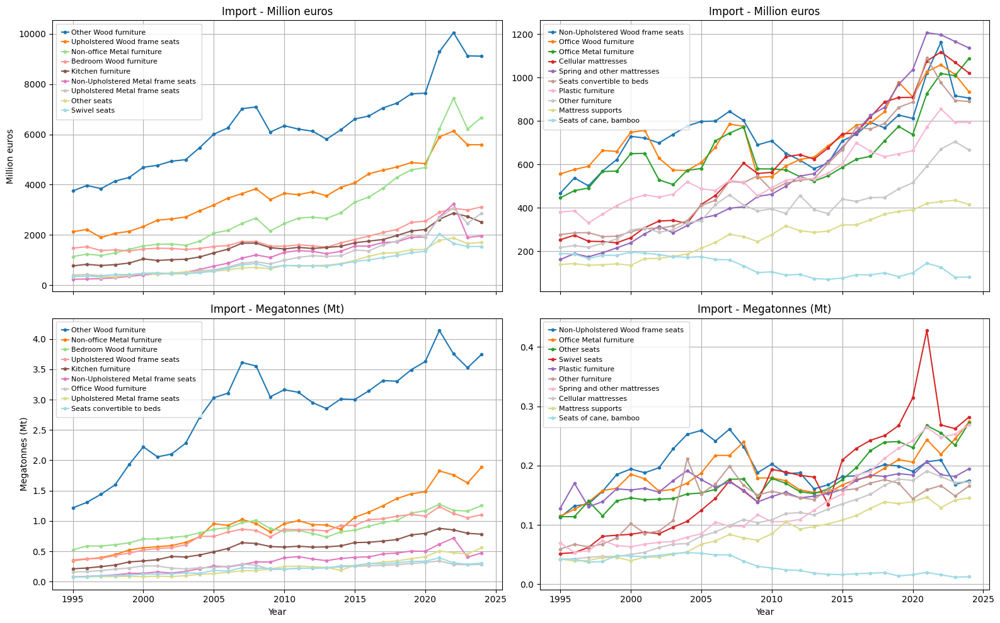 Import - Million euros
Million euros
10000
8000
6000
4000
2000
0
Other Wood furniture
Upholstered Wood frame seats
Non-office Metal furniture
Bedroom Wood furniture
Kitchen furniture
Non-Upholstered Metal frame seats
Upholstered Metal frame seats
Other seats
Swivel seats
Import - Million euros
1200
1000
800
600
400
200
Non-Upholstered Wood frame seats
Office Wood furniture
Office Metal furniture
Cellular mattresses
Spring and other mattresses
Seats convertible to beds
Plastic furniture
Other furniture
Mattress supports
Seats of cane, bamboo
Import - Megatonnes (Mt)
Megatonnes (Mt)
4.0
3.5
3.0
2.5
2.0
1.5
1.0
0.5
0.0
Other Wood furniture
Non-office Metal furniture
Bedroom Wood furniture
Upholstered Wood frame seats
Kitchen furniture
Non-Upholstered Metal frame seats
Office Wood furniture
Upholstered Metal frame seats
Seats convertible to beds
1995 2000 2005 2010 2015 2020 2025
Year
Import - Megatonnes (Mt)
0.4
0.3
0.2
0.1
0.0
Non-Upholstered Wood frame seats
Office Metal furniture
Other seats
Swivel seats
Plastic furniture
Other furniture
Spring and other mattresses
Cellular mattresses
Mattress supports
Seats of cane, bamboo
1995 2000 2005 2010 2015 2020 2025
Year